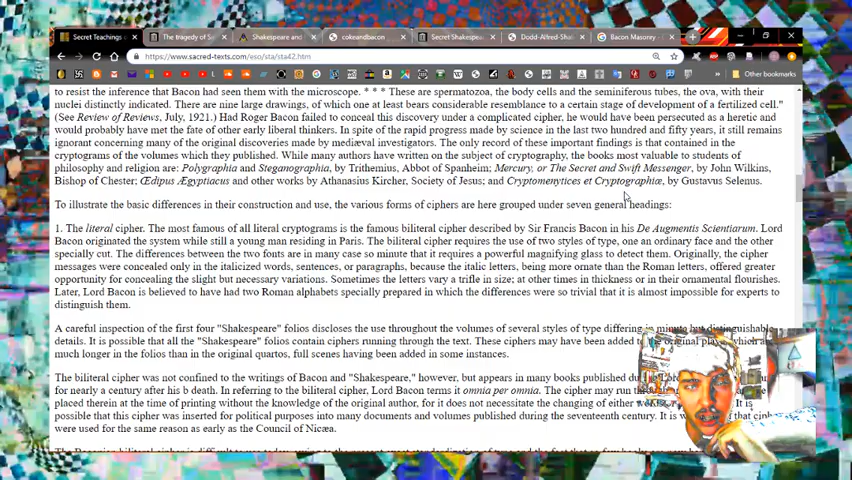 Secret Teachings
The tragedy of S
Shakespeare and
cokeandbacon
Secret Shakespea
Dodd-Alfred-Sha
Bacon Masonry -
https://www.sacred-texts.com/eso/sta/sta42.htm
Other bookmarks
to resist the inference that Bacon had seen them with the microscope. * * * These are spermatozoa, the body cells and the seminiferous tubes, the ova, with their
nuclei distinctly indicated. There are nine large drawings, of which one at least bears considerable resemblance to a certain stage of development of a fertilized cell."
(See Review of Reviews, July, 1921.) Had Roger Bacon failed to conceal this discovery under a complicated cipher, he would have been persecuted as a heretic and
would probably have met the fate of other early liberal thinkers. In spite of the rapid progress made by science in the last two hundred and fifty years, it still remains
ignorant concerning many of the original discoveries made by mediæval investigators. The only record of these important findings is that contained in the
cryptograms of the volumes which they published. While many authors have written on the subject of cryptography, the books most valuable to students of
philosophy and religion are: Polygraphia and Steganographia, by Trithemius, Abbot of Spanheim; Mercury, or The Secret and Swift Messenger, by John Wilkins,
Bishop of Chester; Œdipus Ægyptiacus and other works by Athanasius Kircher, Society of Jesus; and Cryptomenytices et Cryptographiæ, by Gustavus Selenus.
To illustrate the basic differences in their construction and use, the various forms of ciphers are here grouped under seven general headings:
1. The literal cipher. The most famous of all literal cryptograms is the famous biliteral cipher described by Sir Francis Bacon in his De Augmentis Scientiarum. Lord
Bacon originated the system while still a young man residing in Paris. The biliteral cipher requires the use of two styles of type, one an ordinary face and the other
specially cut. The differences between the two fonts are in many case so minute that it requires a powerful magnifying glass to detect them. Originally, the cipher
messages were concealed only in the italicized words, sentences, or paragraphs, because the italic letters, being more ornate than the Roman letters, offered greater
opportunity for concealing the slight but necessary variations. Sometimes the letters vary a trifle in size; at other times in thickness or in their ornamental flourishes.
Later, Lord Bacon is believed to have had two Roman alphabets specially prepared in which the differences were so trivial that it is almost impossible for experts to
distinguish them.
A careful inspection of the first four "Shakespeare" folios discloses the use throughout the volumes of several styles of type differing in minute but distinguishable
details. It is possible that all the "Shakespeare" folios contain ciphers running through the text. These ciphers may have been added to the original plays, which are
much longer in the folios than in the original quartos, full scenes having been added in some instances.
The biliteral cipher was not confined to the writings of Bacon and "Shakespeare," however, but appears in many books published
for nearly a century after his death. In referring to the biliteral cipher, Lord Bacon terms it omnia per omnia. The cipher may run
placed therein at the time of printing without the knowledge of the original author, for it does not necessitate the changing of either It is
possible that this cipher was inserted for political purposes into many documents and volumes published during the seventeenth century. It is that
were used for the same reason as early as the Council of Nicæa.